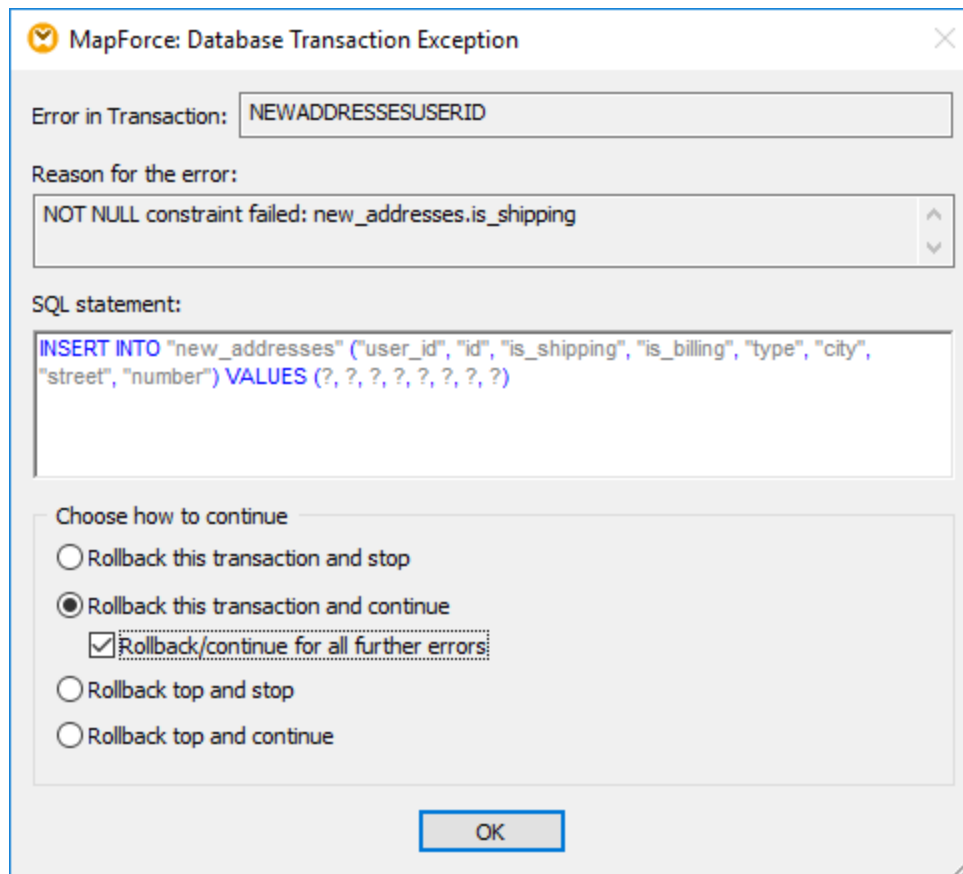 MapForce: Database Transaction Exception
Error in Transaction: NEWADDRESSESUSERID
Reason for the error:
NOT NULL constraint failed: new_addresses.is_shipping
SQL statement:
INSERT INTO "new_addresses" ("user_id", "id", "is_shipping", "is_billing", "type", "city",
"street", "number") VALUES (?, ?, ?, ?, ?, ?, ?, ?)
Choose how to continue
Rollback this transaction and stop
Rollback this transaction and continue
Rollback/continue for all further errors
Rollback top and stop
Rollback top and continue
OK